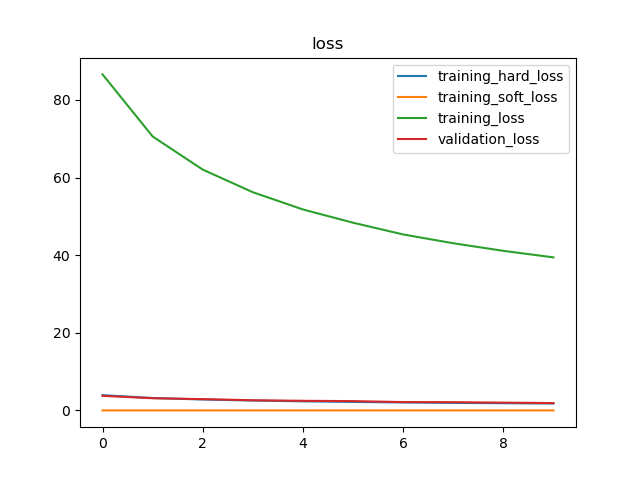 loss
training_hard_loss
training_soft_loss
training_loss
validation_loss
80
60
40
20
0
0 2 4 6 8